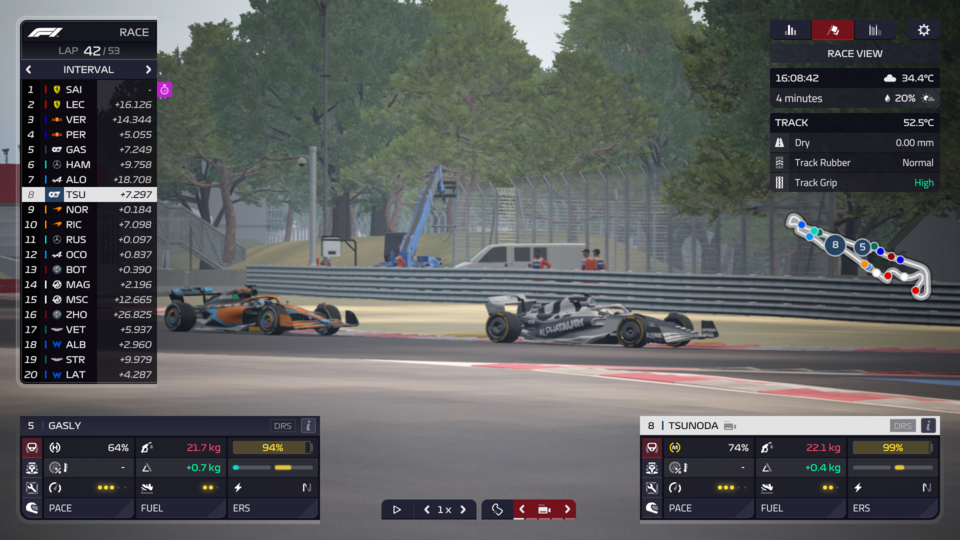 F1 RACE
LAP 42/53
INTERVAL
1 SAI -
2 LEC +16.126
3 VER +14.344
4 PER +5.055
5 GAS +7.249
6 HAM +9.758
7 ALO +18.708
8 TSU +7.297
9 NOR +0.184
10 RIC +7.098
11 RUS +0.097
12 OCO +0.837
13 BOT +0.390
14 MAG +2.196
15 MSC +12.665
16 ZHO +26.825
17 VET +5.937
18 ALB +2.960
19 STR +9.979
20 LAT +4.287
RACE VIEW
16:08:42 34.4°C
4 minutes 20%
TRACK 52.5°C
Dry 0.00 mm
Track Rubber Normal
Track Grip High
8 5
ALPHATAURI
5 GASLY DRS i
H 64% 21.7 kg 94%
- +0.7 kg
N
PACE FUEL ERS
1x
8 TSUNODA DRS i
M 74% 22.1 kg 99%
- +0.4 kg
N
PACE FUEL ERS